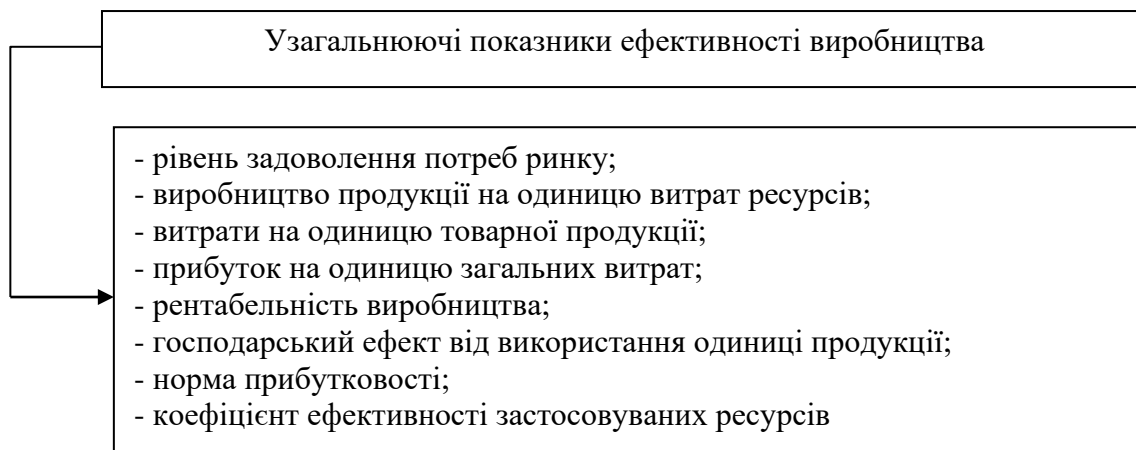 Узагальнюючі показники ефективності виробництва
- рівень задоволення потреб ринку;
- виробництво продукції на одиницю витрат ресурсів;
- витрати на одиницю товарної продукції;
- прибуток на одиницю загальних витрат;
- рентабельність виробництва;
- господарський ефект від використання одиниці продукції;
- норма прибутковості;
- коефіцієнт ефективності застосовуваних ресурсів